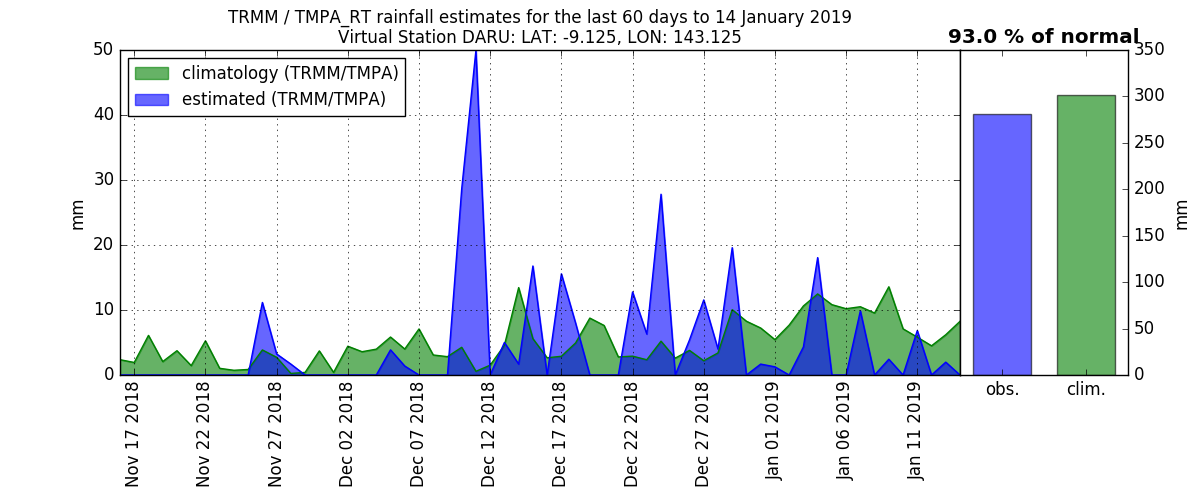 TRMM / TMPA_RT rainfall estimates for the last 60 days to 14 January 2019
Virtual Station DARU: LAT: -9.125, LON: 143.125
93.0 % of normal
climatology (TRMM/TMPA)
estimated (TRMM/TMPA)
mm
50
40
30
20
10
0
Nov 17 2018
Nov 22 2018
Nov 27 2018
Dec 02 2018
Dec 07 2018
Dec 12 2018
Dec 17 2018
Dec 22 2018
Dec 27 2018
Jan 01 2019
Jan 06 2019
Jan 11 2019
obs.
clim.
350
300
250
200
150
100
50
0
mm